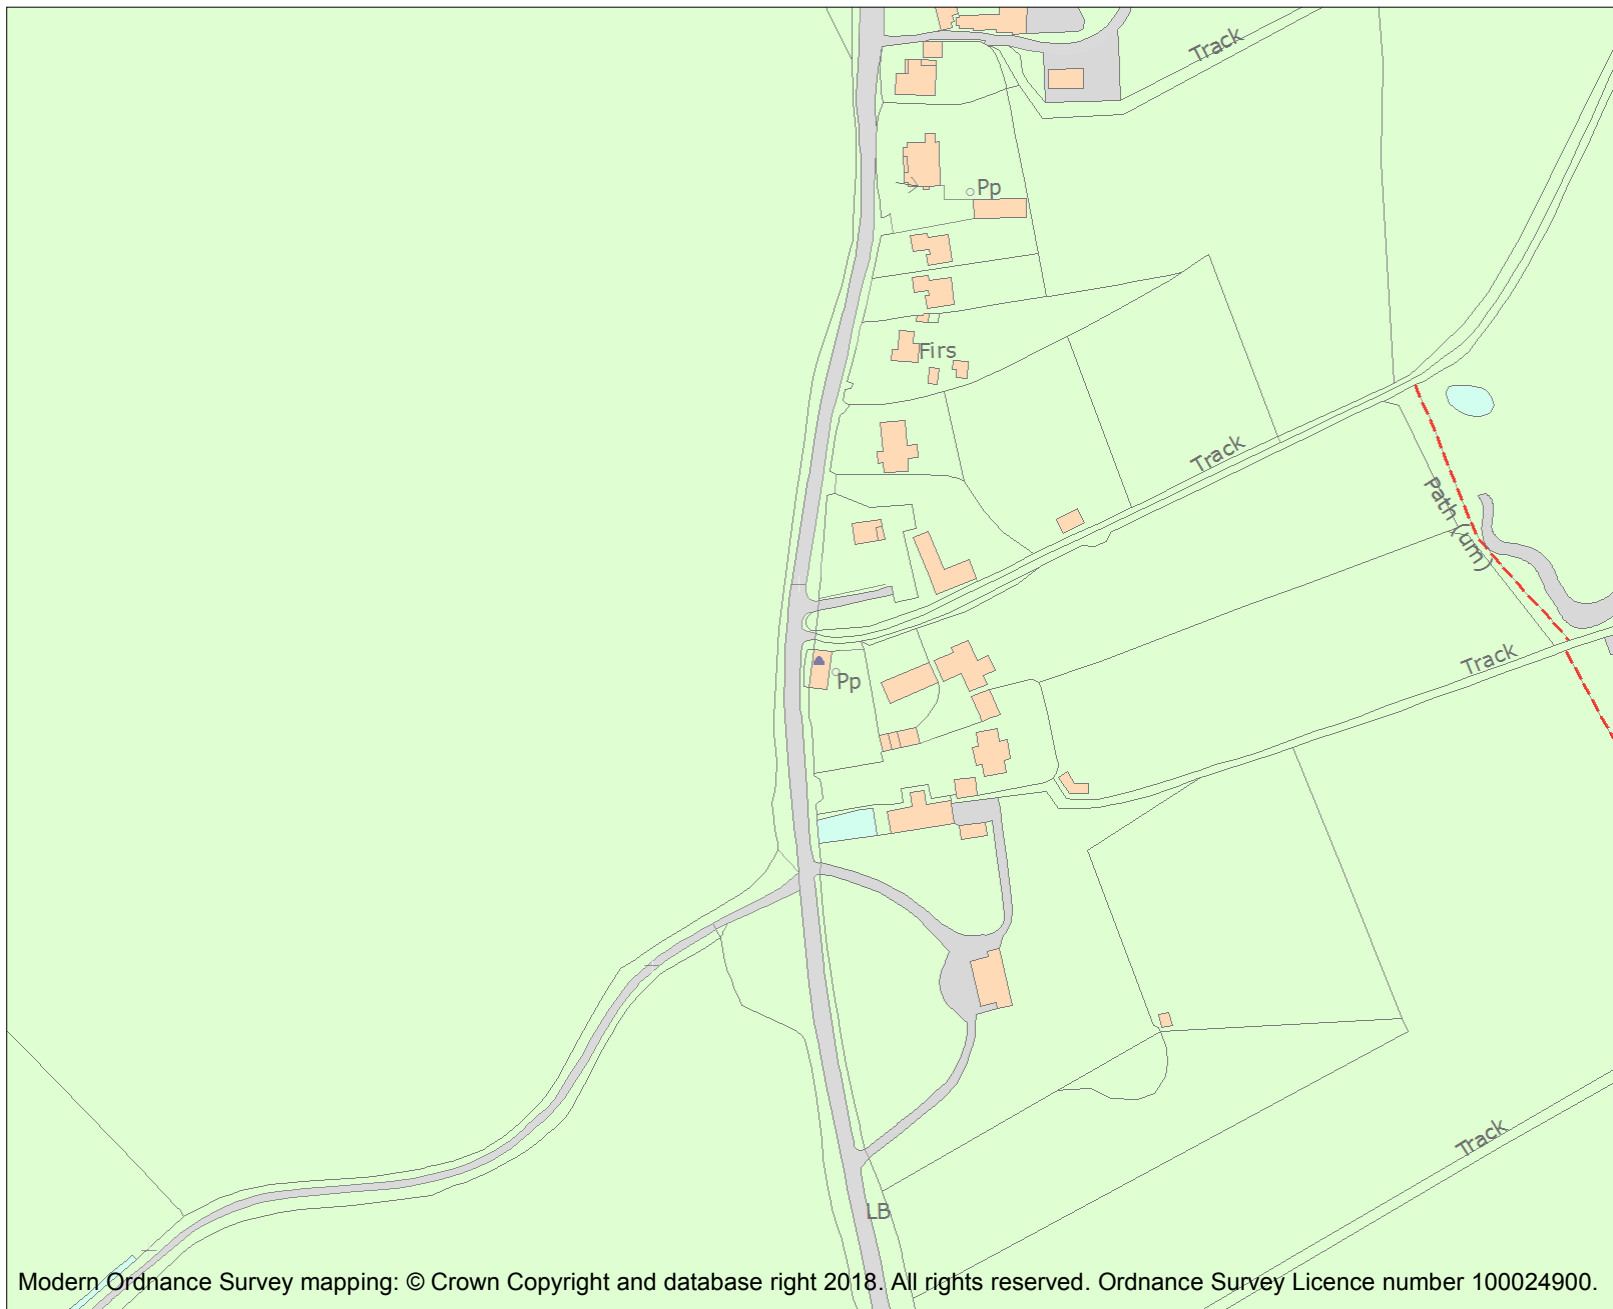 Track
Pp
Firs
Track
Path (um)
Track
Pp
Track
LB
Modern Ordnance Survey mapping: © Crown Copyright and database right 2018. All rights reserved. Ordnance Survey Licence number 100024900.